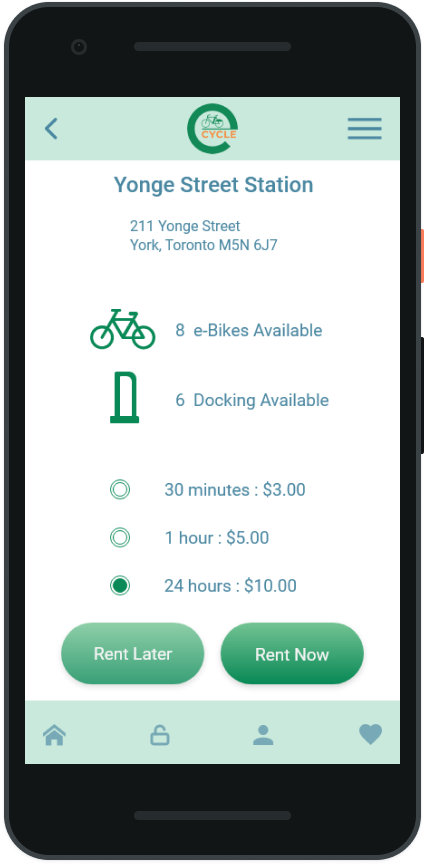 CYCLE
Yonge Street Station
211 Yonge Street
York, Toronto M5N 6J7
8 e-Bikes Available
6 Docking Available
30 minutes : $3.00
1 hour : $5.00
24 hours : $10.00
Rent Later
Rent Now